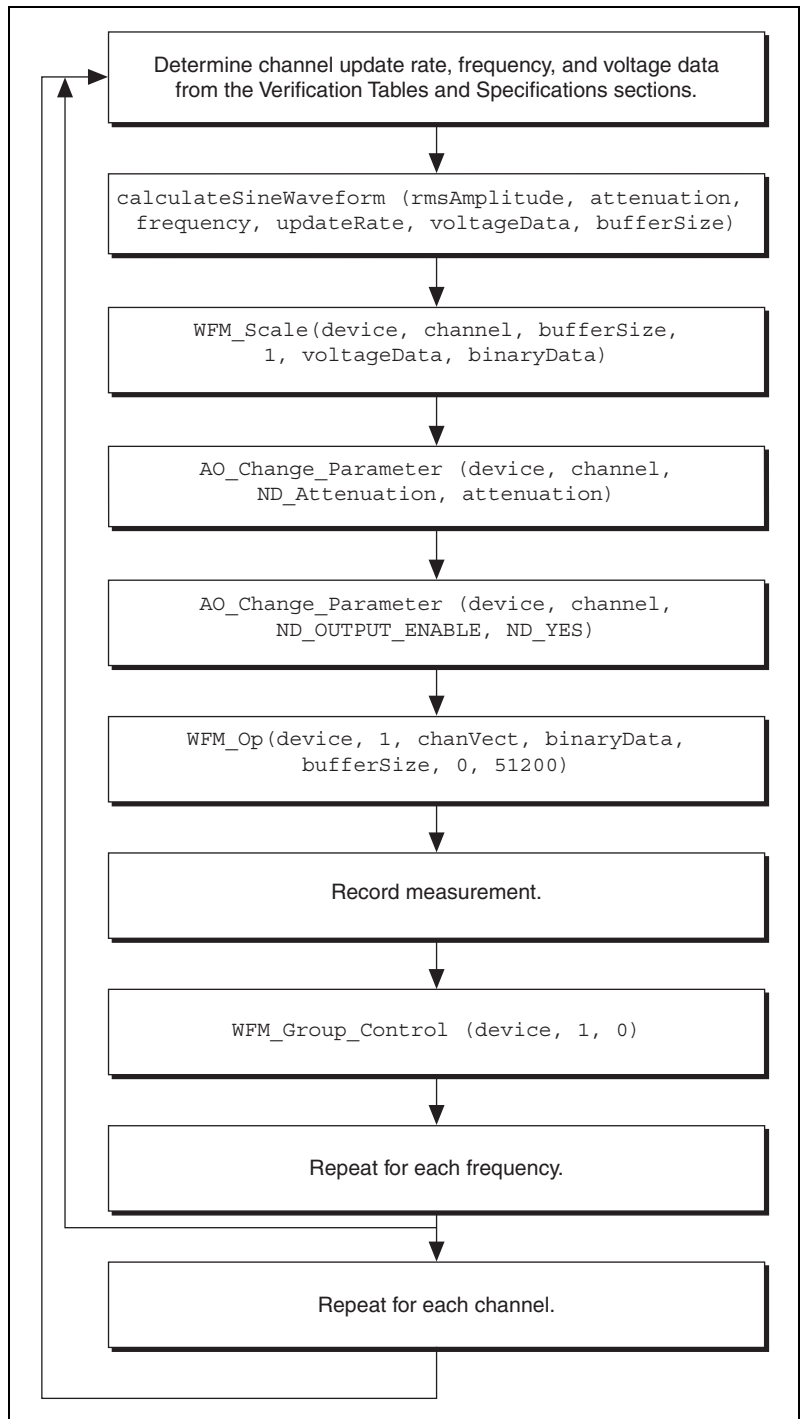 Determine channel update rate, frequency, and voltage data
from the Verification Tables and Specifications sections.
calculateSineWaveform (rmsAmplitude, attenuation,
frequency, updateRate, voltageData, bufferSize)
WFM_Scale(device, channel, bufferSize,
1, voltageData, binaryData)
AO_Change_Parameter (device, channel,
ND_Attenuation, attenuation)
AO_Change_Parameter (device, channel,
ND_OUTPUT_ENABLE, ND_YES)
WFM_Op(device, 1, chanVect, binaryData,
bufferSize, 0, 51200)
Record measurement.
WFM_Group_Control (device, 1, 0)
Repeat for each frequency.
Repeat for each channel.